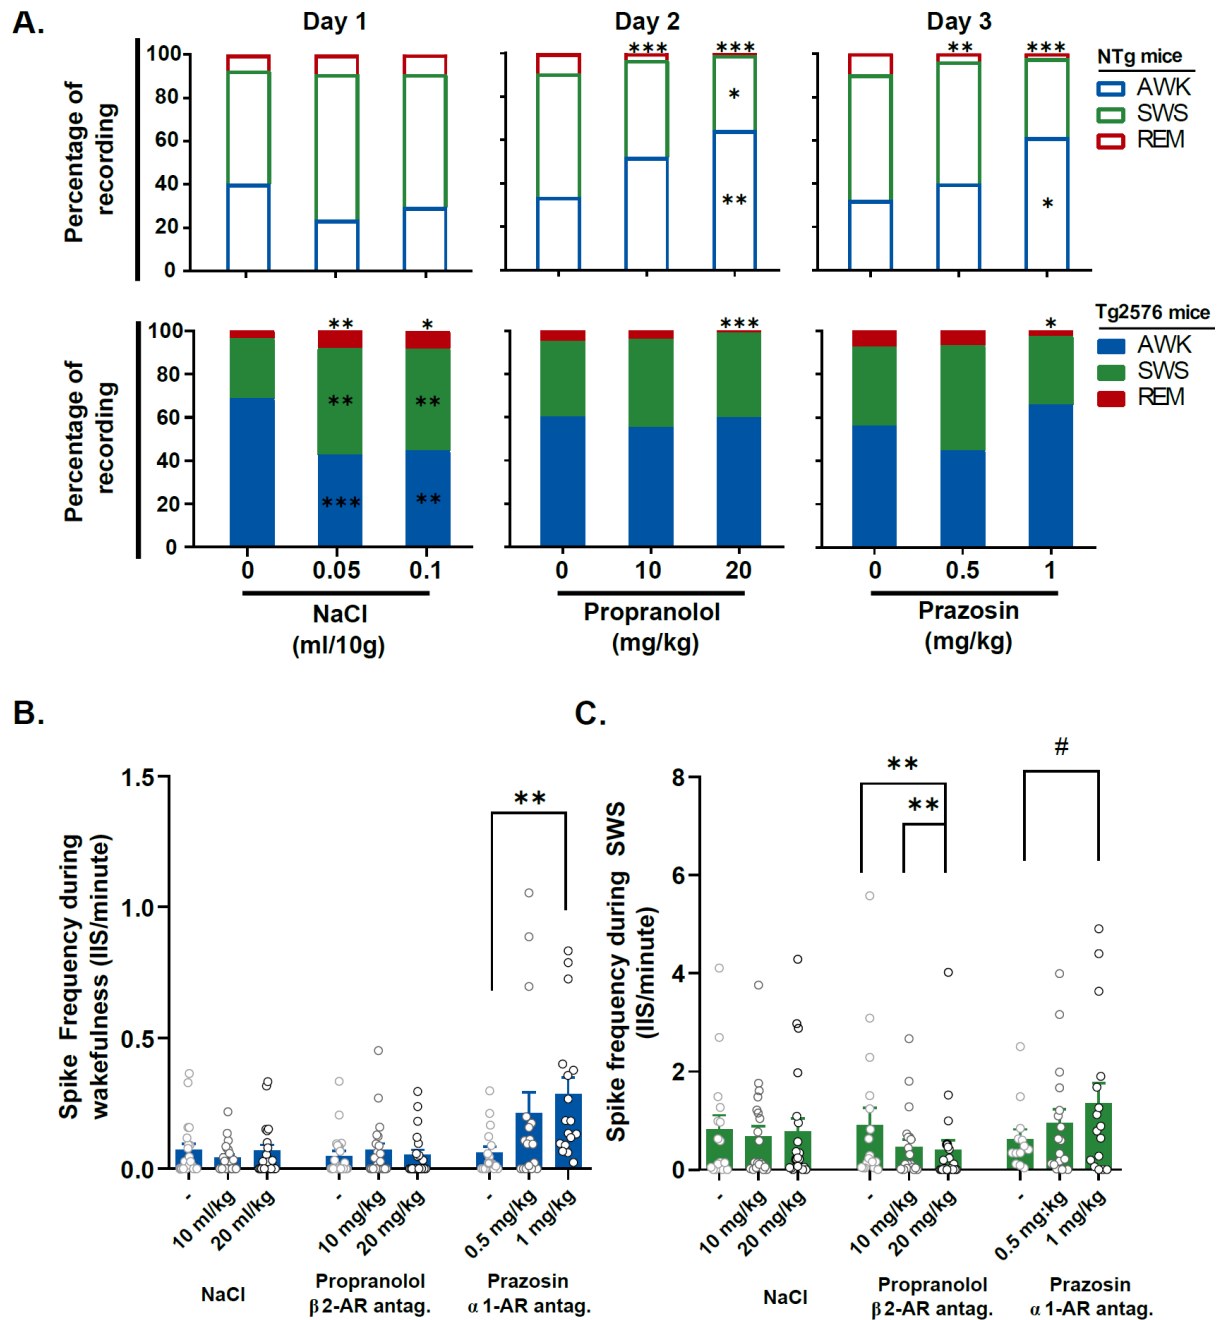 A.
Day 1
Day 2
Day 3
Percentage of
recording
100
80
60
40
20
0
***
***
*
**
**
***
*
NTg mice
AWK
SWS
REM
Percentage of
recording
100
80
60
40
20
0
**
*
**
**
***
**
***
*
Tg2576 mice
AWK
SWS
REM
0 0.05 0.1
0 10 20
0 0.5 1
NaCl
(ml/10g)
Propranolol
(mg/kg)
Prazosin
(mg/kg)
B.
Spike Frequency during
wakefulness (IIS/minute)
1.5
1.0
0.5
0.0
**
- 10 ml/kg 20 ml/kg
- 10 mg/kg 20 mg/kg
- 0.5 mg/kg 1 mg/kg
NaCl
Propranolol
β2-AR antag.
Prazosin
α1-AR antag.
C.
Spike frequency during SWS
(IIS/minute)
8
6
4
2
0
**
**
#
- 10 mg/kg 20 mg/kg
- 10 mg/kg 20 mg/kg
- 0.5 mg:kg 1 mg/kg
NaCl
Propranolol
β2-AR antag.
Prazosin
α1-AR antag.